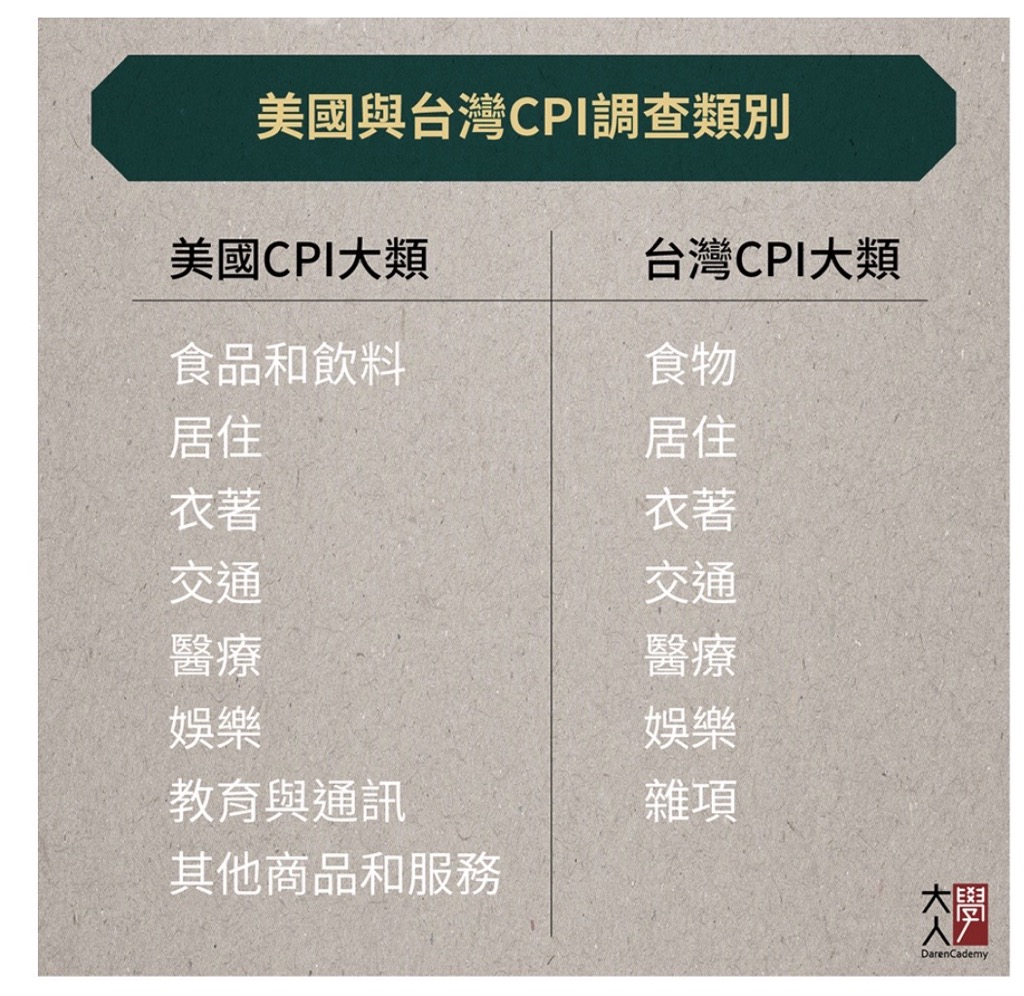 美國與台灣CPI調查類別
美國CPI大類
台灣CPI大類
食品和飲料
食物
居住
居住
衣著
衣著
交通
交通
醫療
醫療
娛樂
娛樂
教育與通訊
雜項
其他商品和服務
大人學
DarenCademy